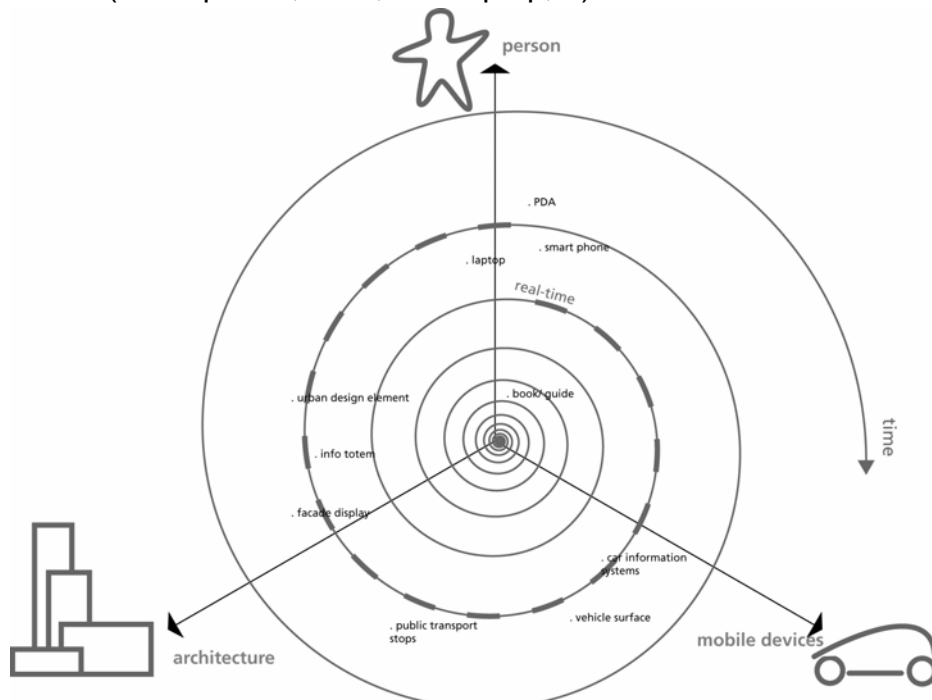 person
. PDA
. smart phone
. laptop
real-time
. book/ guide
. urban design element
time
. info totem
. facade display
. car information
systems
. vehicle surface
. public transport
stops
mobile devices
architecture